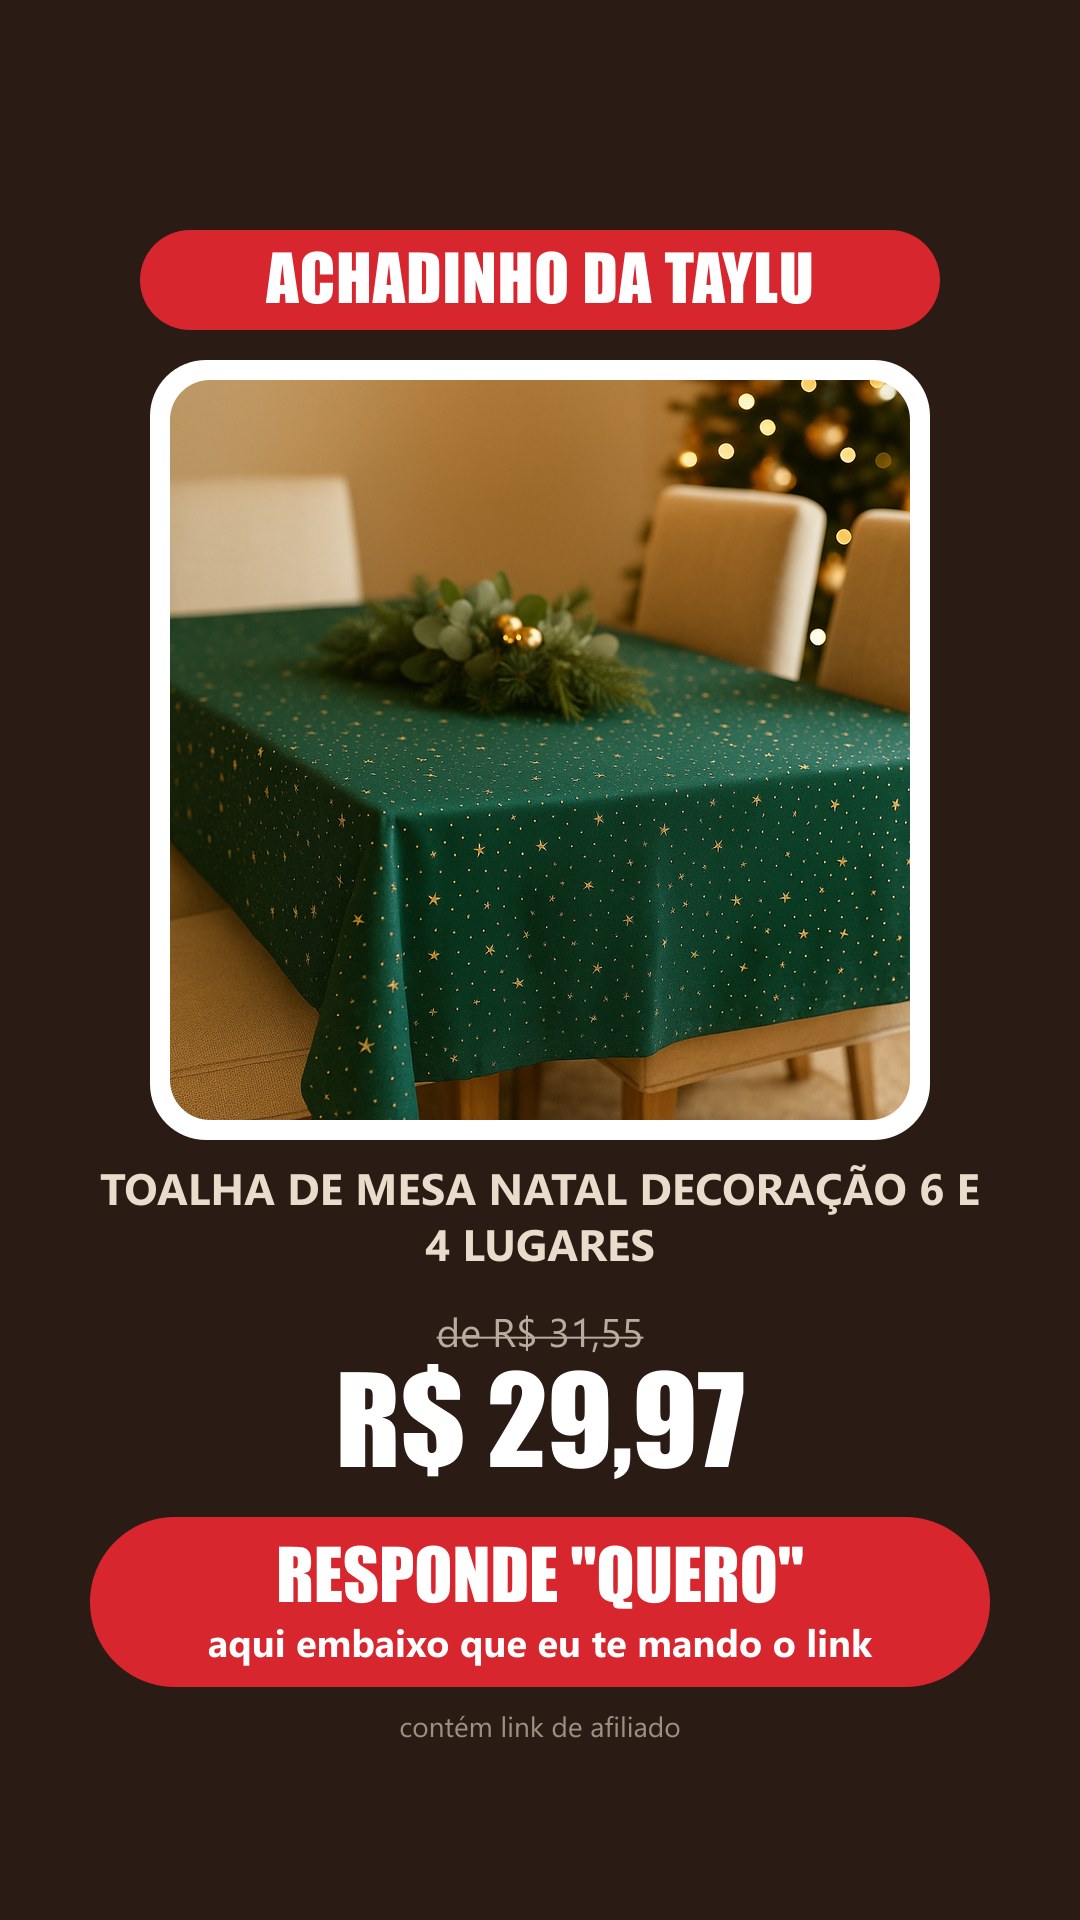 ACHADINHO DA TAYLU
TOALHA DE MESA NATAL DECORAÇÃO 6 E
4 LUGARES
de R$ 31,55
R$ 29,97
RESPONDE "QUERO"
aqui embaixo que eu te mando o link
contém link de afiliado